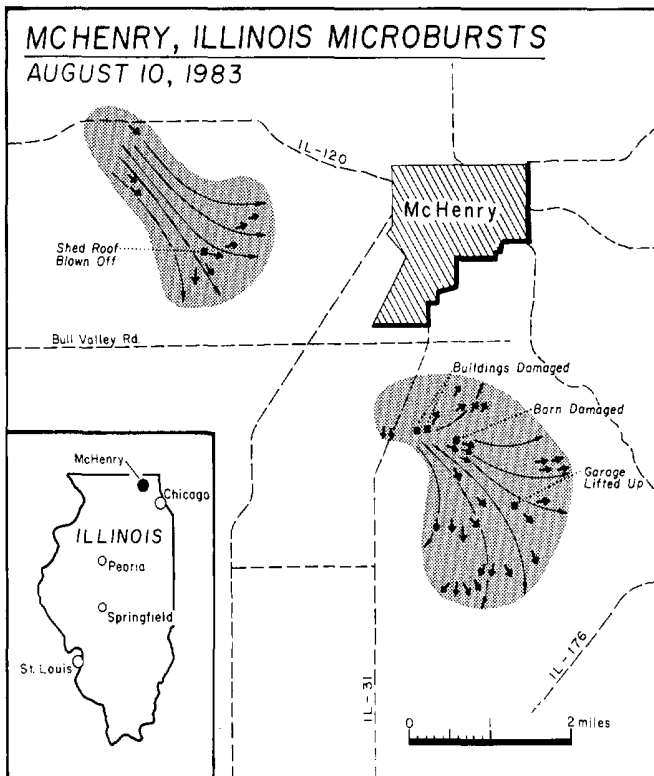 MCHENRY, ILLINOIS MICROBURSTS
AUGUST 10, 1983
IL-120
McHenry
Shed Roof
Blown Off
Bull Valley Rd.
Buildings Damaged
Barn Damaged
Garage
Lifted Up
McHenry
Chicago
ILLINOIS
Peoria
Springfield
St. Louis
IL-31
IL-176
0 1 2 miles